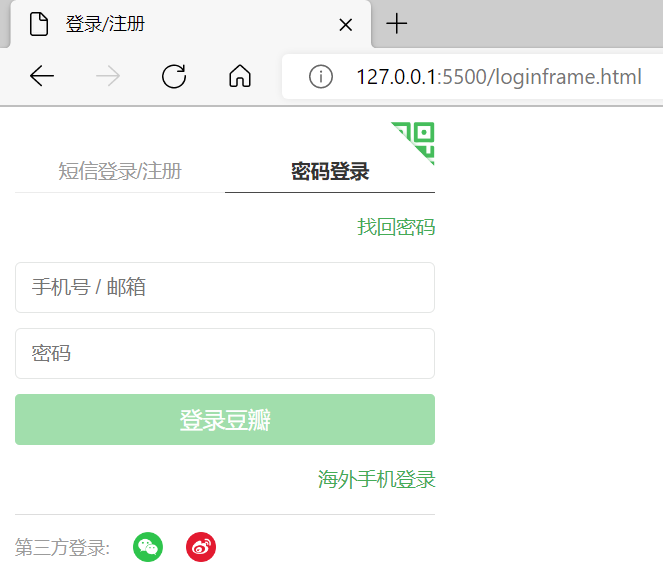 登录/注册
127.0.0.1:5500/loginframe.html
短信登录/注册 密码登录
找回密码
手机号 / 邮箱
密码
登录豆瓣
海外手机登录
第三方登录: